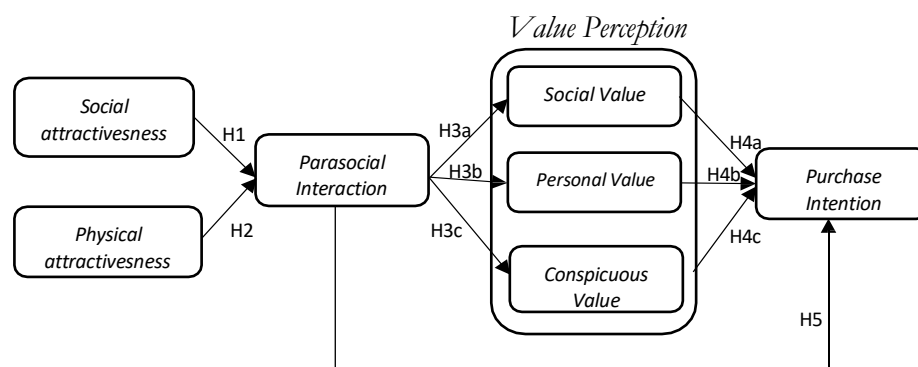 Value Perception
Social
attractivesness
H1
Physical
attractivesness
H2
Parasocial
Interaction
H3a
H3b
H3c
Social Value
Personal Value
Conspicuous
Value
H4a
H4b
H4c
Purchase
Intention
H5